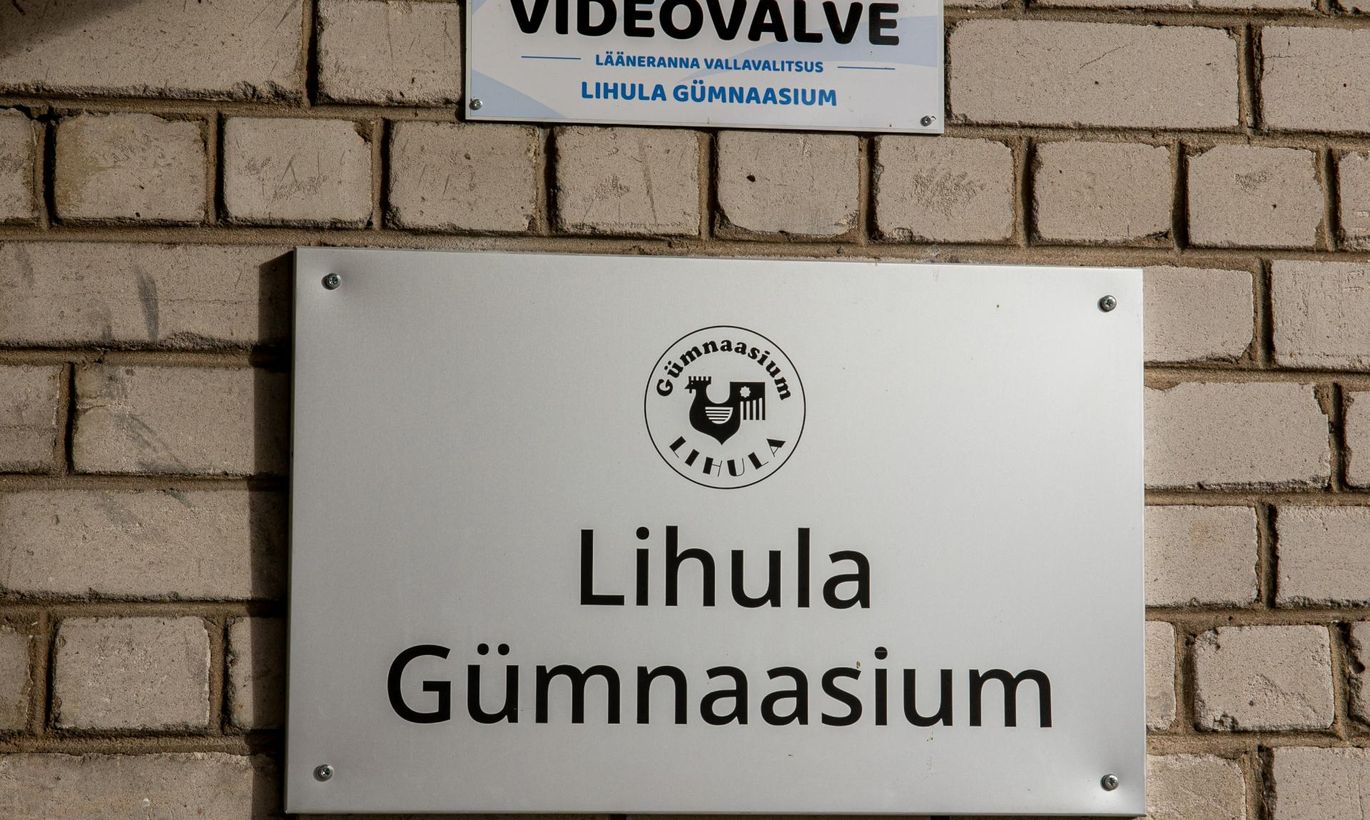 VIDEOVALVE
LÄÄNERANNA VALLAVALITSUS
LIHULA GÜMNAASIUM
Gümnaasium
LIHULA
Lihula
Gümnaasium